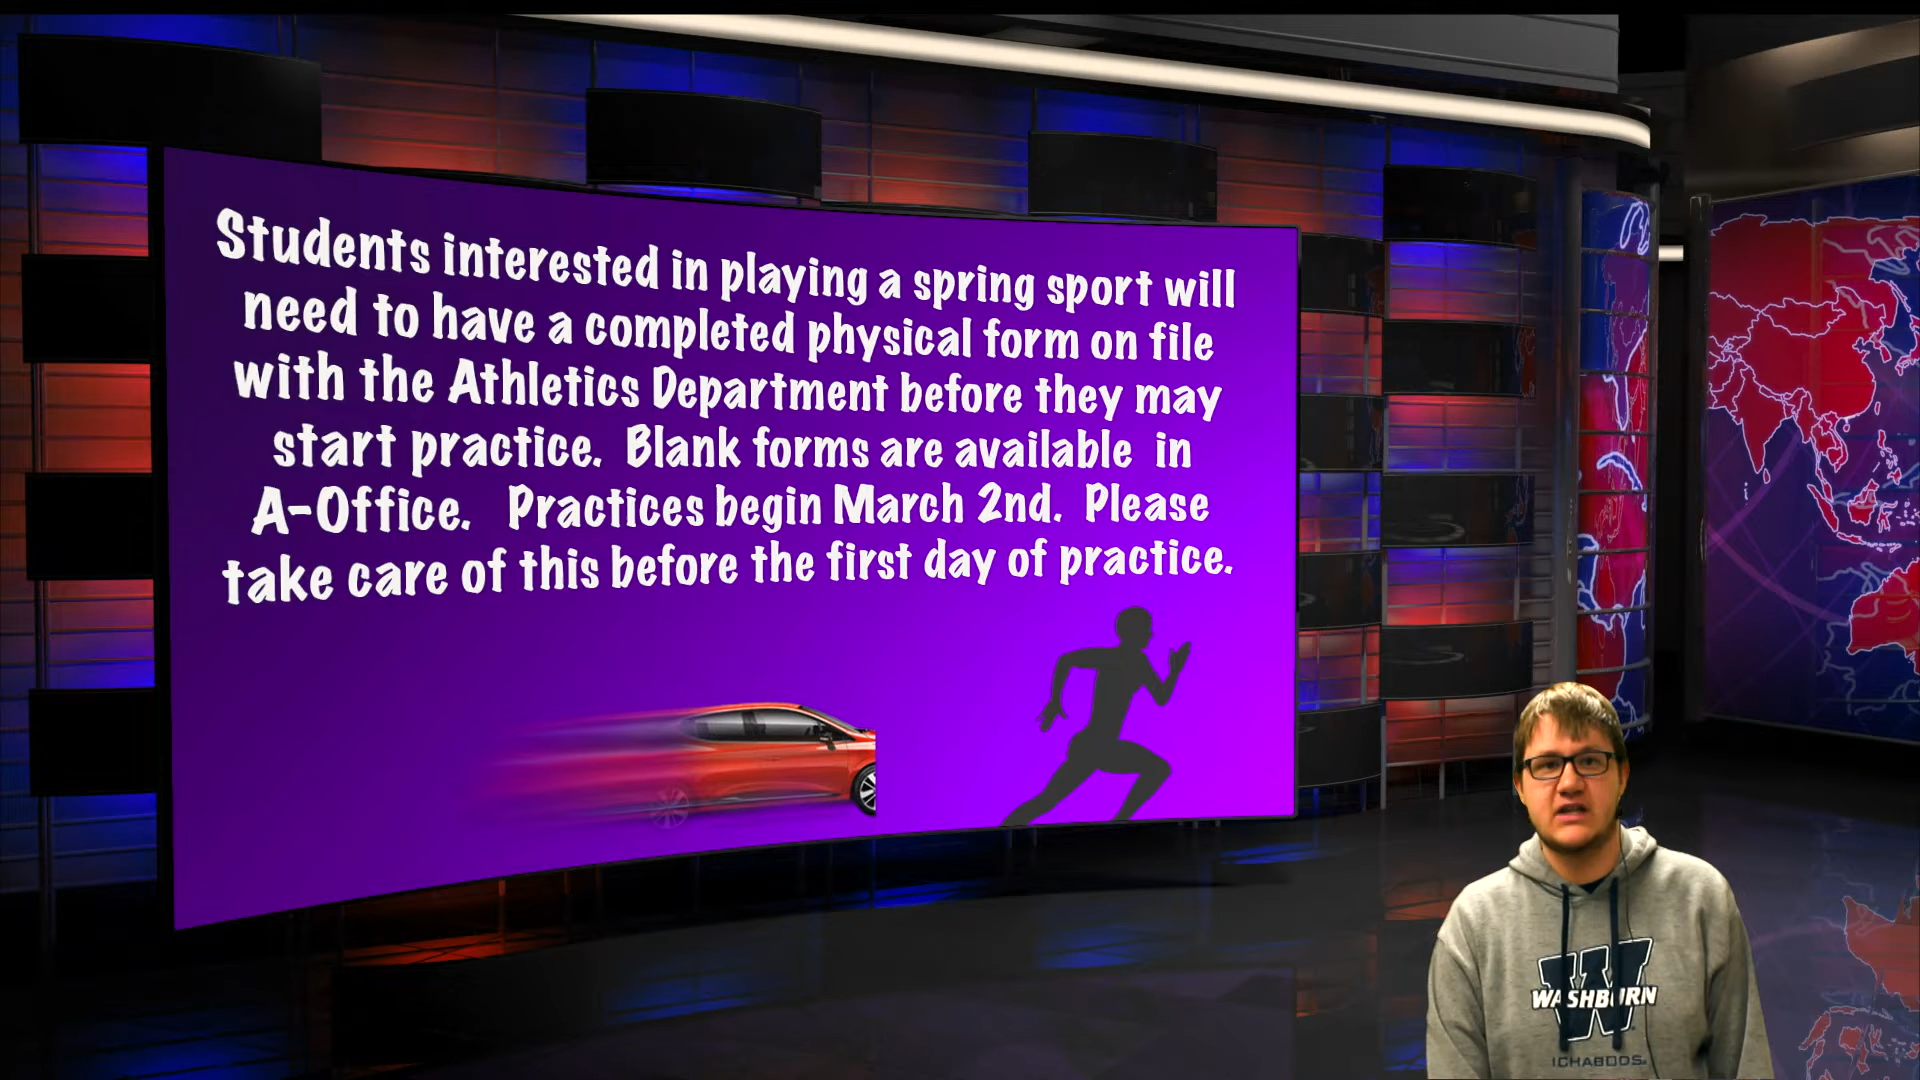 Students interested in playing a spring sport will
need to have a completed physical form on file
with the Athletics Department before they may
start practice.  Blank forms are available  in
A-Office.   Practices begin March 2nd.  Please
take care of this before the first day of practice.
W
WASHBURN
ICHABODS